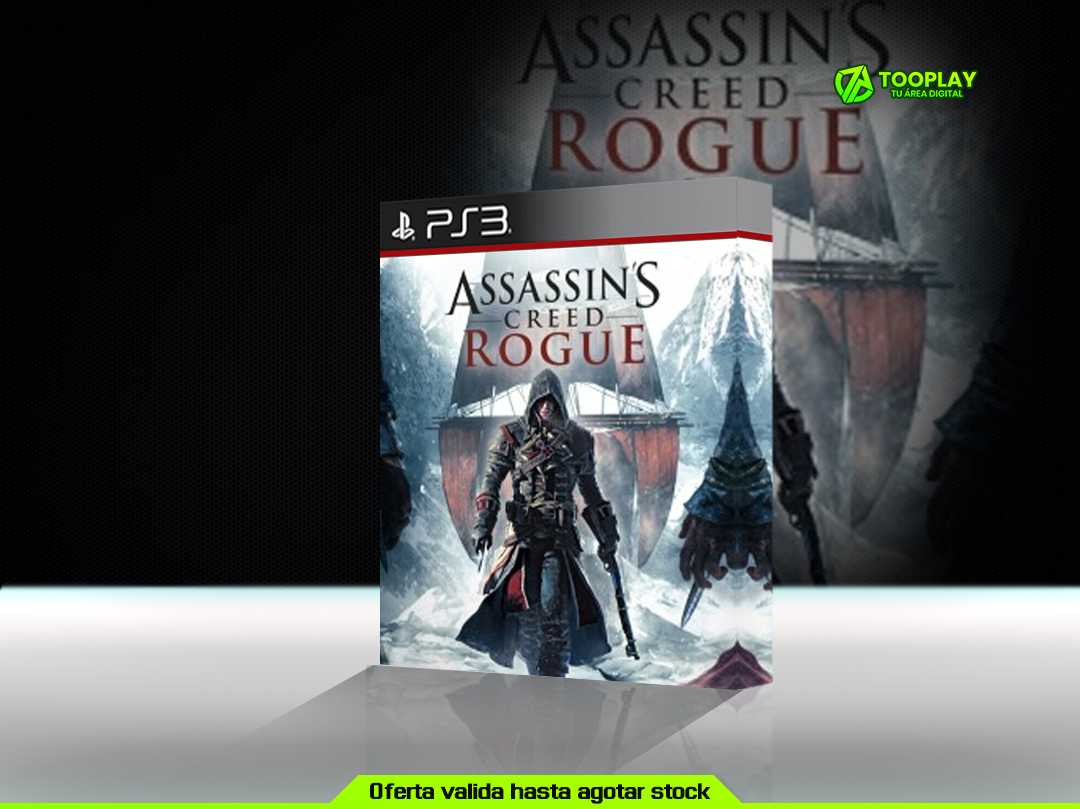 ASSASSIN'S
CREED
ROGUE
TOOPLAY
TU ÁREA DIGITAL
PS3
ASSASSIN'S
CREED
ROGUE
Oferta valida hasta agotar stock